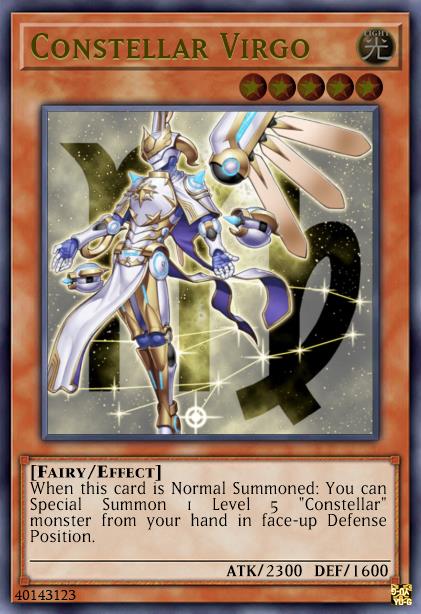 Constellar Virgo
LIGHT
光
[Fairy/Effect]
When this card is Normal Summoned: You can
Special Summon 1 Level 5 "Constellar"
monster from your hand in face-up Defense
Position.
ATK/2300 DEF/1600
40143123